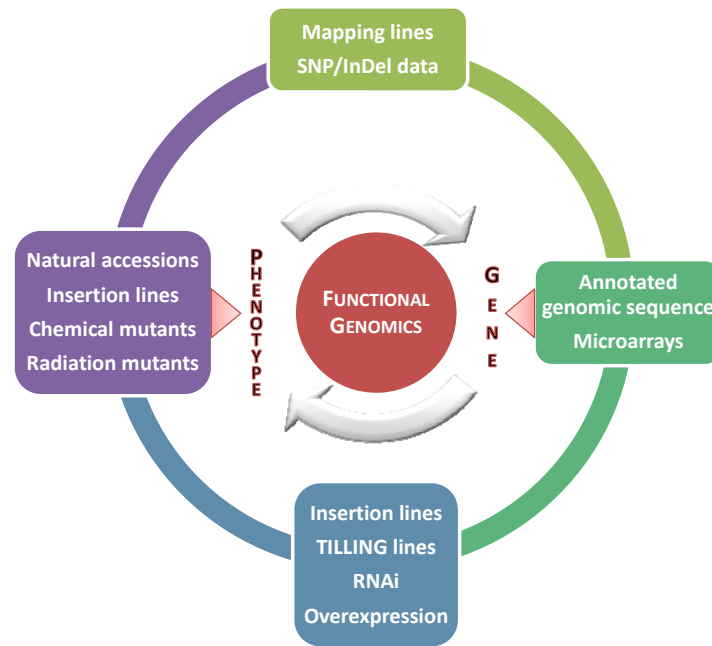 Mapping lines
SNP/InDel data
Natural accessions
Insertion lines
Chemical mutants
Radiation mutants
PHENOTYPE
FUNCTIONAL
GENOMICS
GENE
Annotated
genomic sequence
Microarrays
Insertion lines
TILLING lines
RNAi
Overexpression